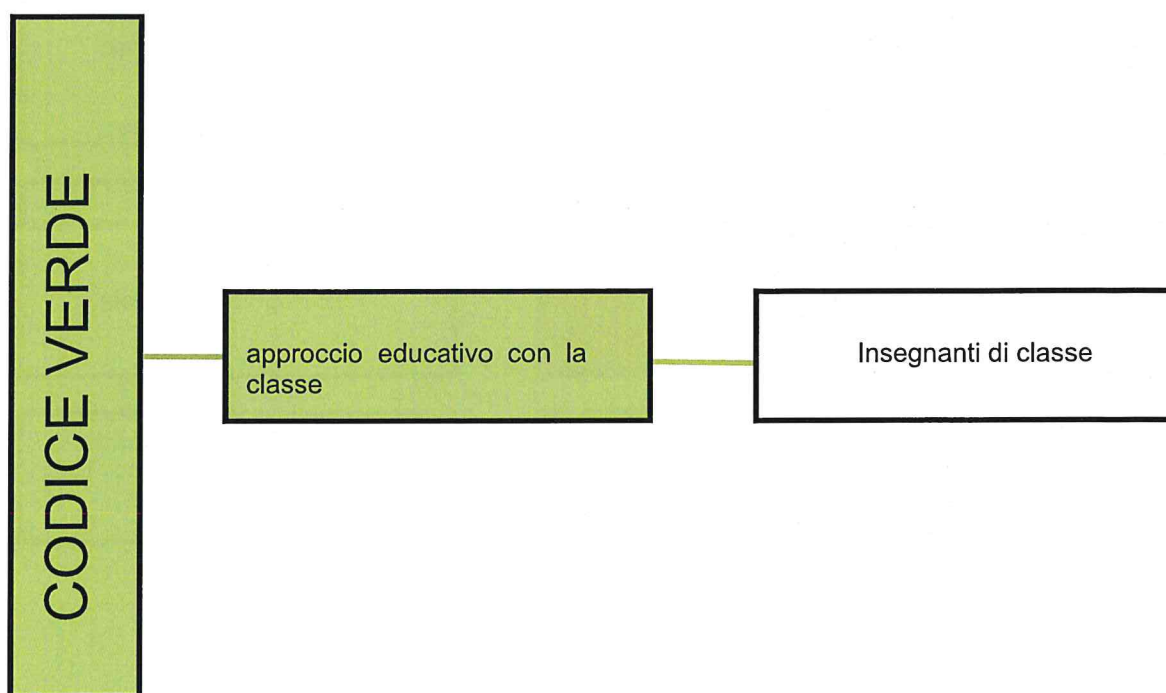 CODICE VERDE
approccio educativo con la
classe
Insegnanti di classe